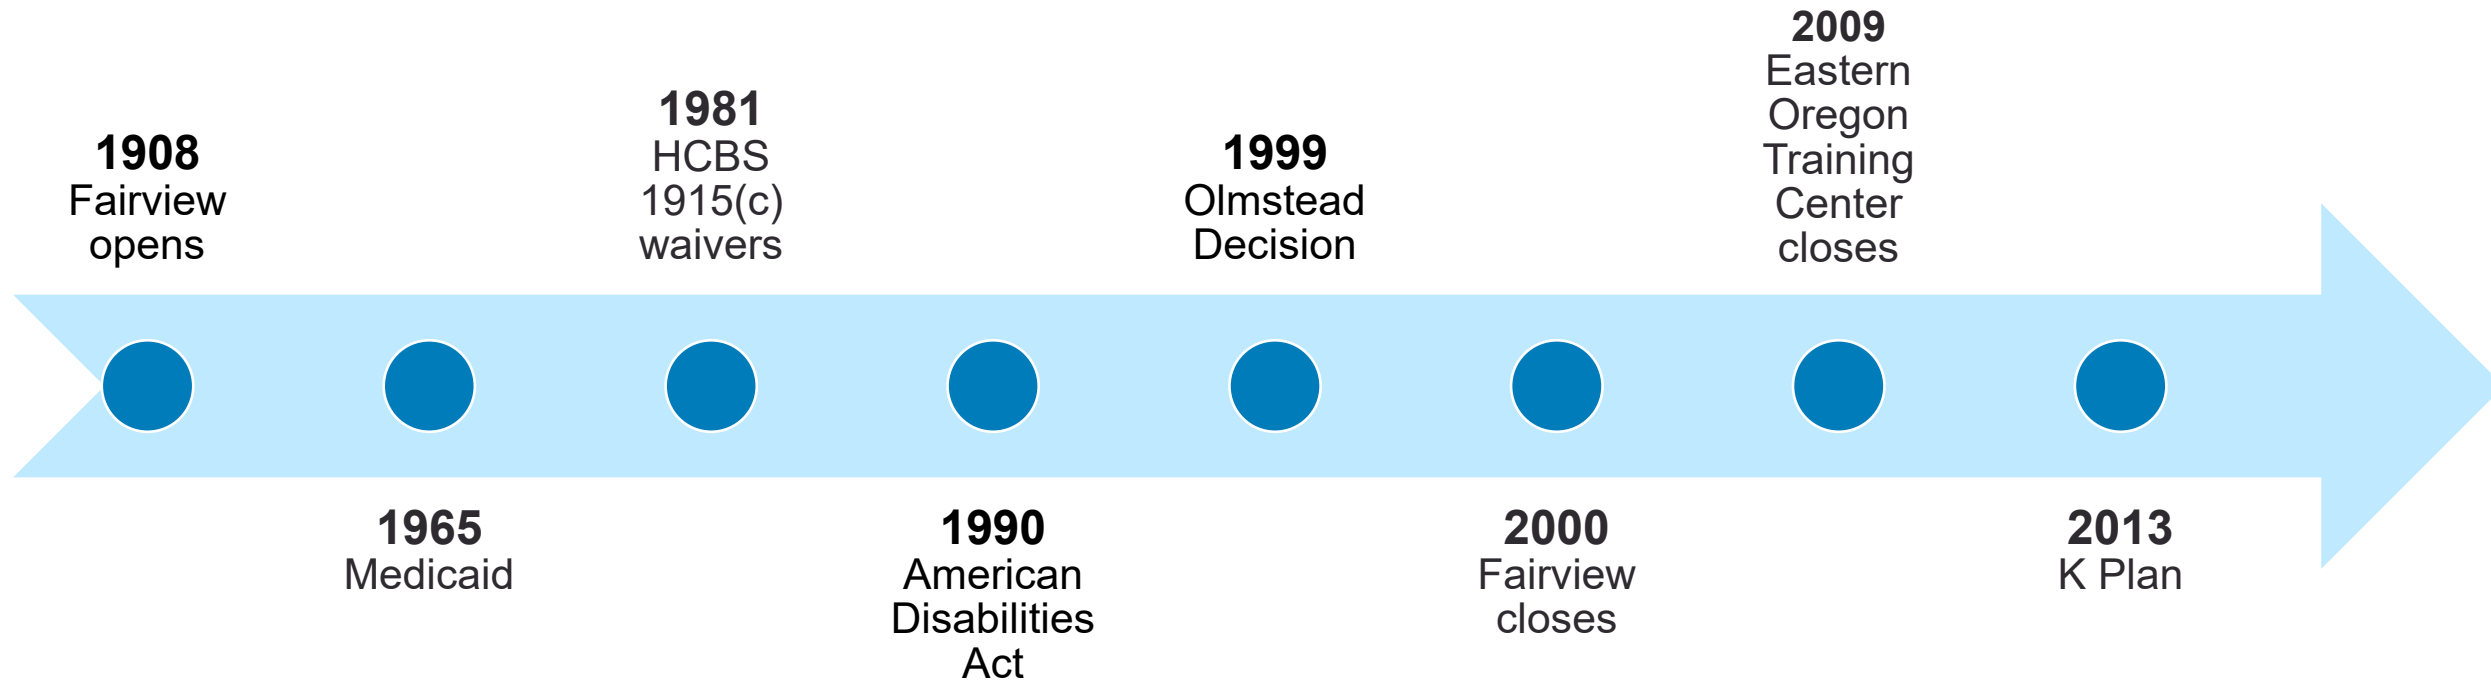 1908
Fairview
opens
1965
Medicaid
1981
HCBS
1915(c)
waivers
1990
American
Disabilities
Act
1999
Olmstead
Decision
2000
Fairview
closes
2009
Eastern
Oregon
Training
Center
closes
2013
K Plan